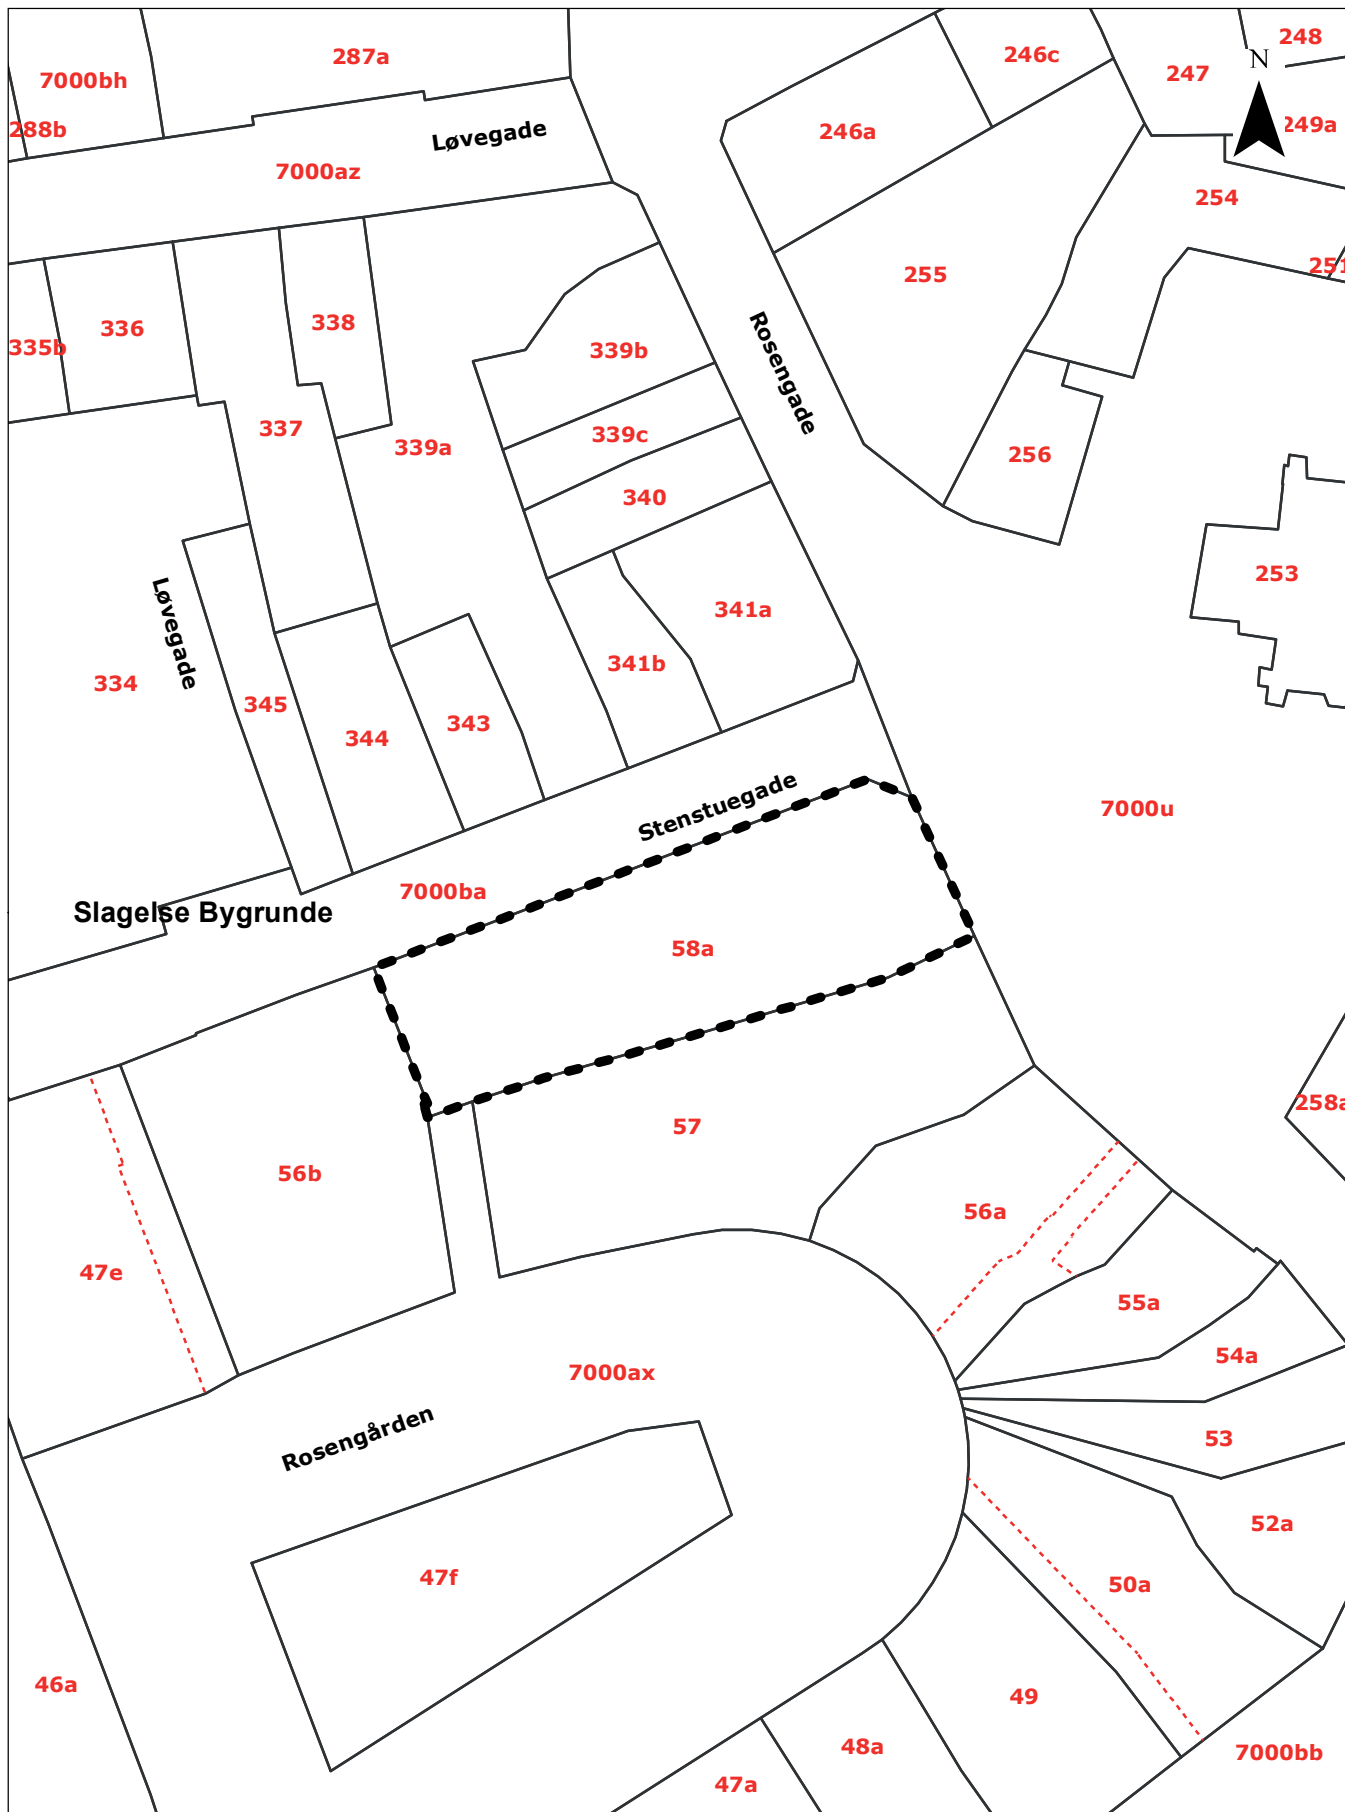 287a
246c
248
7000bh
N
247
288b
Løvegade
246a
249a
7000az
254
251
255
336
338
335b
339b
Rosengade
337
339c
339a
256
340
253
Løvegade
341a
341b
334
345
343
344
Stenstuegade
7000u
7000ba
Slagelse Bygrunde
58a
258a
57
56b
56a
47e
55a
54a
7000ax
Rosengården
53
52a
47f
50a
46a
49
48a
7000bb
47a